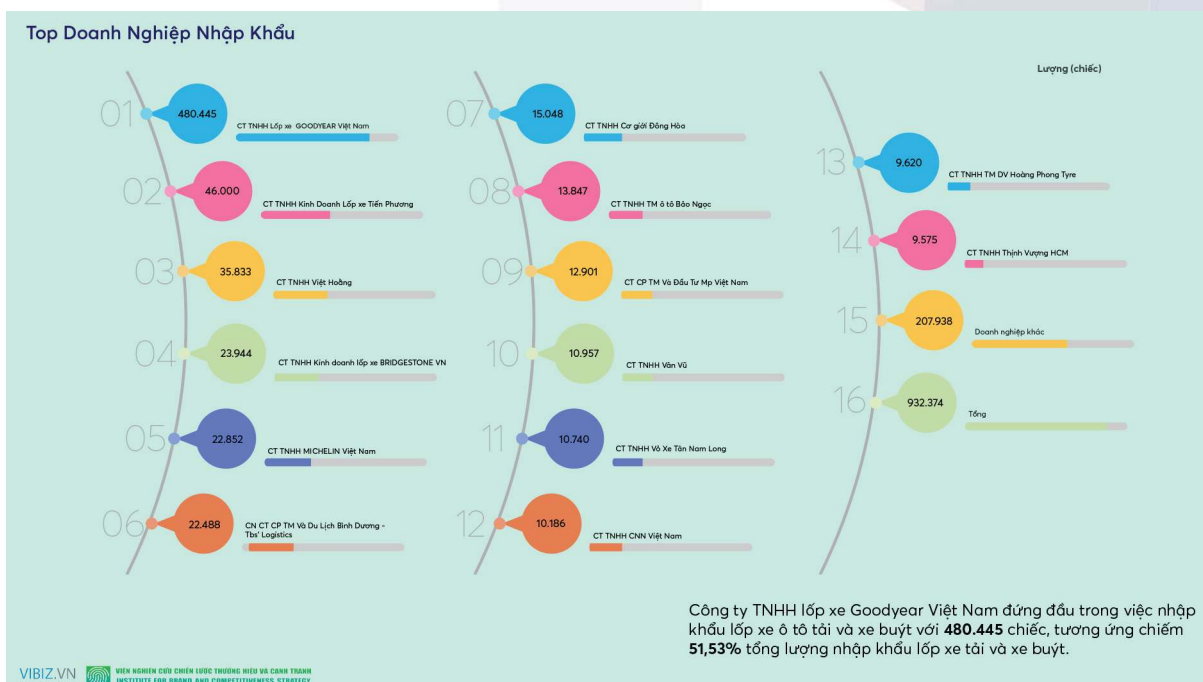 Top Doanh Nghiệp Nhập Khẩu
Lượng (chiếc)
01
480.445
CT TNHH Lốp xe GOODYEAR Việt Nam
02
46.000
CT TNHH Kinh Doanh Lốp xe Tiến Phương
03
35.833
CT TNHH Việt Hoằng
04
23.944
CT TNHH Kinh doanh lốp xe BRIDGESTONE VN
05
22.852
CT TNHH MICHELIN Việt Nam
06
22.488
CN CT CP TM Và Du Lịch Bình Dương -
Tbs' Logistics
07
15.048
CT TNHH Cơ giới Đông Hòa
08
13.847
CT TNHH TM ô tô Bảo Ngọc
09
12.901
CT CP TM Và Đầu Tư Mp Việt Nam
10
10.957
CT TNHH Vân Vũ
11
10.740
CT TNHH Vỏ Xe Tân Nam Long
12
10.186
CT TNHH CNN Việt Nam
13
9.620
CT TNHH TM DV Hoàng Phong Tyre
14
9.575
CT TNHH Thịnh Vượng HCM
15
207.938
Doanh nghiệp khác
16
932.374
Tổng
Công ty TNHH lốp xe Goodyear Việt Nam đứng đầu trong việc nhập
khẩu lốp xe ô tô tải và xe buýt với 480.445 chiếc, tương ứng chiếm
51,53% tổng lượng nhập khẩu lốp xe tải và xe buýt.
VIBIZ.VN
VIỆN NGHIÊN CỨU CHIẾN LƯỢC THƯƠNG HIỆU VÀ CẠNH TRANH
INSTITUTE FOR BRAND AND COMPETITIVENESS STRATEGY